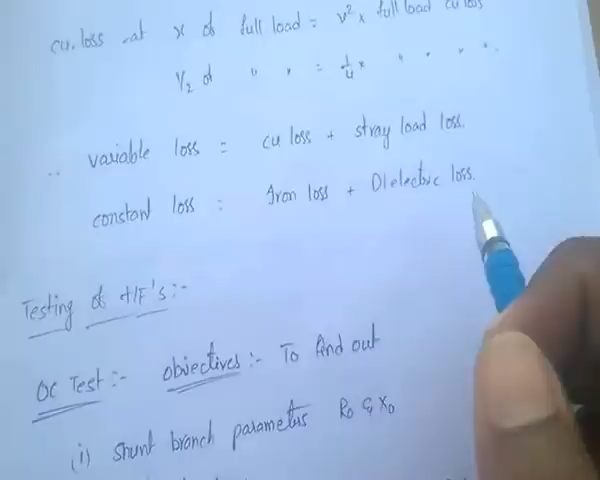 cu.loss at x of full load = x² x full load cu loss
1/2 of " " = 1/4 x " " " ".
∴ variable loss = cu loss + stray load loss.
constant loss = Iron loss + Dielectric loss.
Testing of t/F's:-
OC Test:- objectives:- To find out
(i) shunt branch parameters R₀ & X₀